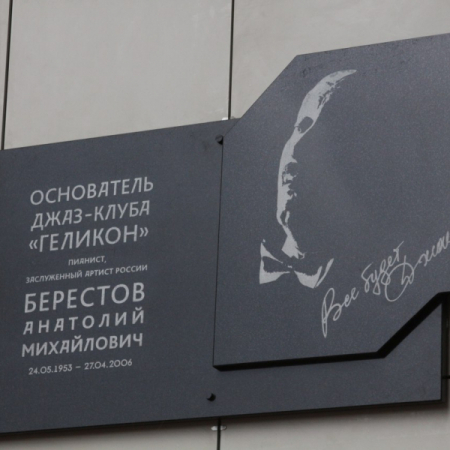 ОСНОВАТЕЛЬ
ДЖАЗ-КЛУБА
«ГЕЛИКОН»
ПИАНИСТ,
ЗАСЛУЖЕННЫЙ АРТИСТ РОССИИ
БЕРЕСТОВ
АНАТОЛИЙ
МИХАЙЛОВИЧ
24.05.1953 – 27.04.2006
Все будет